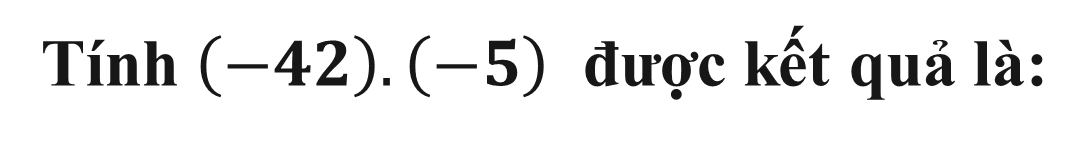 Tính (−42).(−5) được kết quả là: